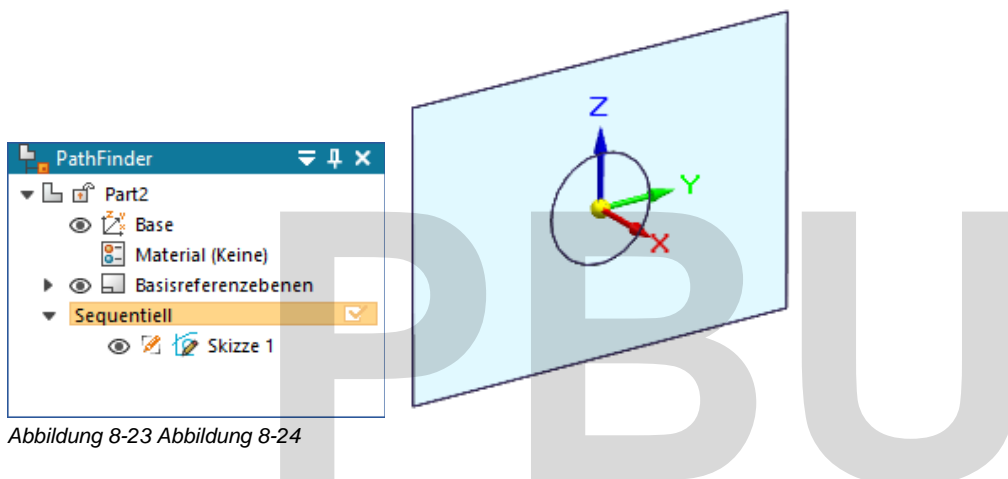 PathFinder
Part2
Base
Material (Keine)
Basisreferenzebenen
Sequentiell
Skizze 1
Z
Y
X
Abbildung 8-23 Abbildung 8-24
PBU